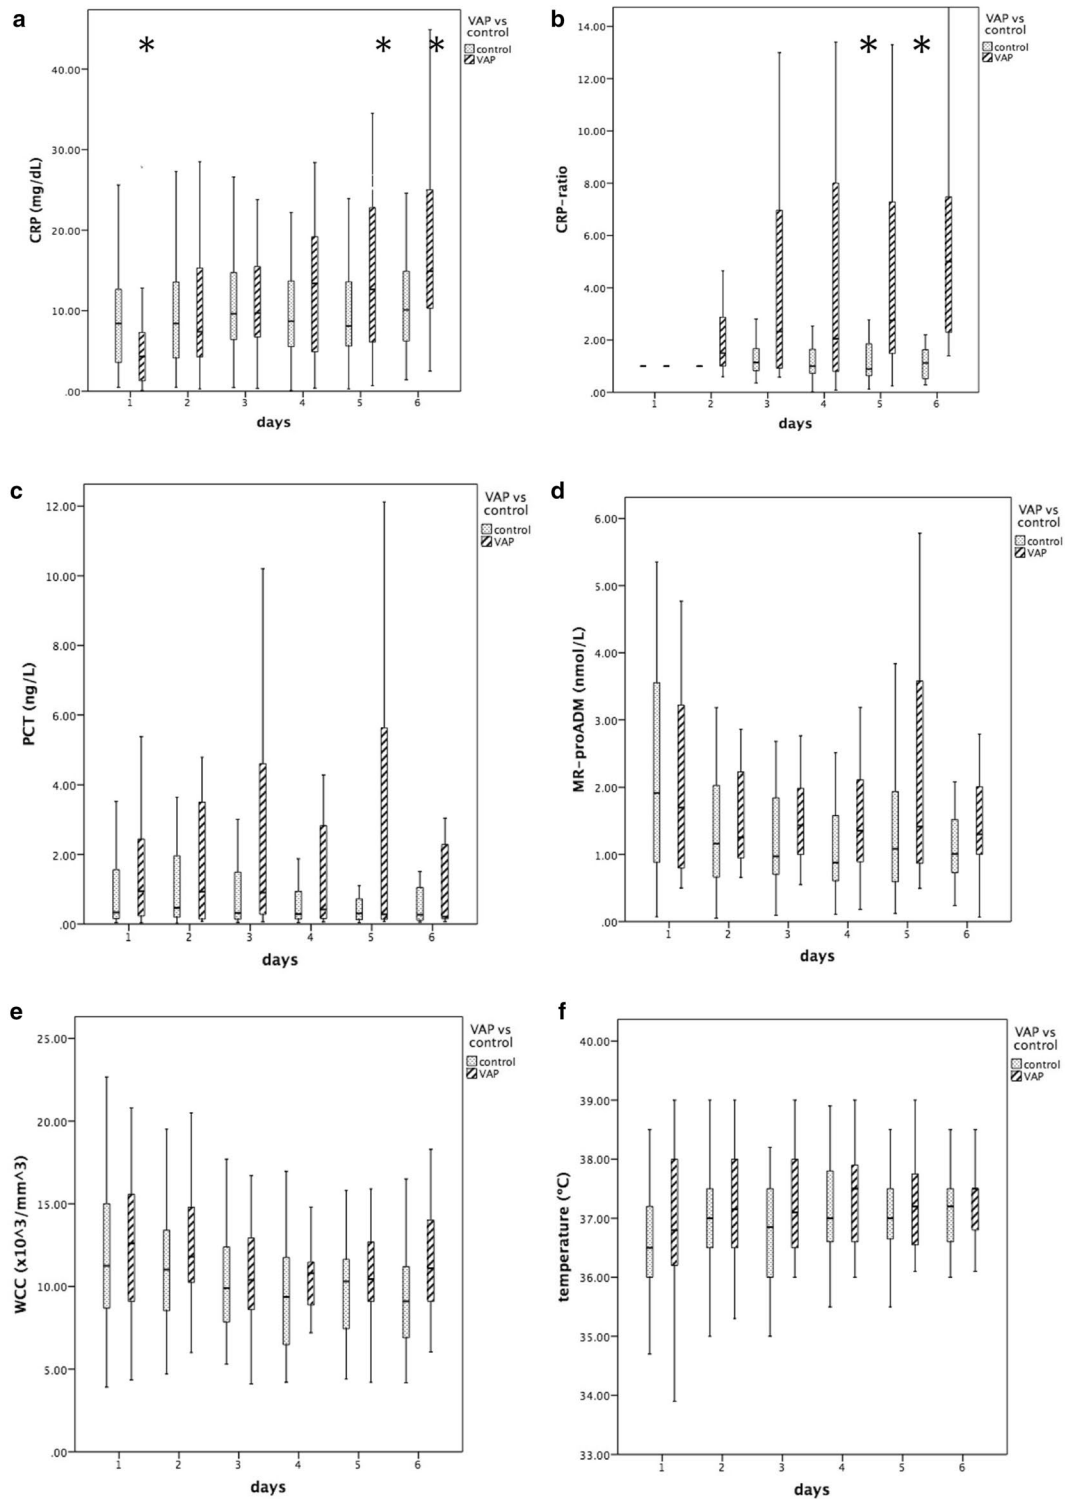 a
VAP vs
control
control
VAP
* * *
CRP (mg/dL)
40.00
30.00
20.00
10.00
.00
1 2 3 4 5 6
days
b
VAP vs
control
control
VAP
* *
CRP-ratio
14.00
12.00
10.00
8.00
6.00
4.00
2.00
.00
1 2 3 4 5 6
days
c
VAP vs
control
control
VAP
PCT (ng/L)
12.00
10.00
8.00
6.00
4.00
2.00
.00
1 2 3 4 5 6
days
d
VAP vs
control
control
VAP
MR-proADM (nmol/L)
6.00
5.00
4.00
3.00
2.00
1.00
.00
1 2 3 4 5 6
days
e
VAP vs
control
control
VAP
WCC (x10^3/mm^3)
25.00
20.00
15.00
10.00
5.00
.00
1 2 3 4 5 6
days
f
VAP vs
control
control
VAP
temperature (°C)
40.00
39.00
38.00
37.00
36.00
35.00
34.00
33.00
1 2 3 4 5 6
days